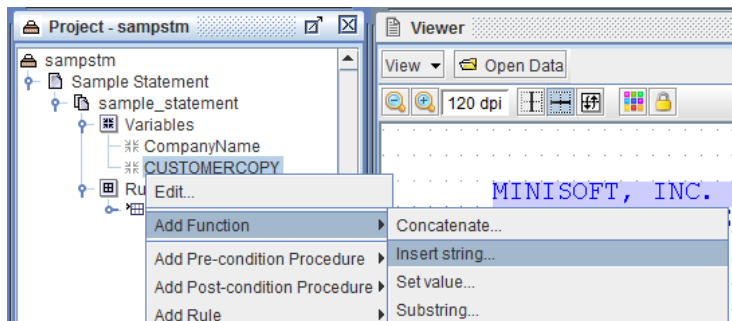 Project - sampstm
sampstm
Sample Statement
sample_statement
Variables
CompanyName
CUSTOMERCOPY
Ru
Edit...
Add Function
Add Pre-condition Procedure
Add Post-condition Procedure
Add Rule
Concatenate...
Insert string...
Set value...
Substring...
Viewer
View
Open Data
120 dpi
MINISOFT, INC.